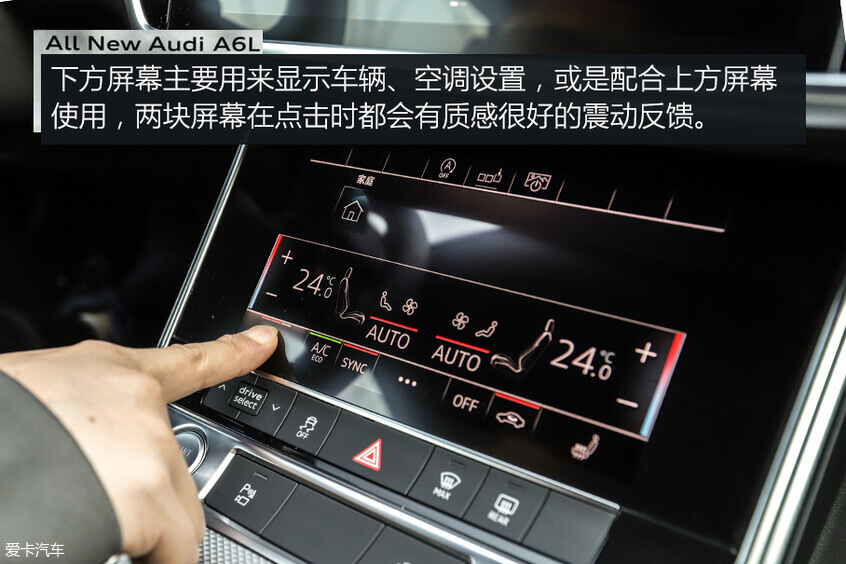 All New Audi A6L
下方屏幕主要用来显示车辆、空调设置，或是配合上方屏幕
使用，两块屏幕在点击时都会有质感很好的震动反馈。
A
OFF
家庭
+ 24.0 °C
−
AUTO
AUTO
24.0 °C +
−
A/C
ECO
SYNC
•••
OFF
drive
select
OFF
MAX
REAR
P
爱卡汽车